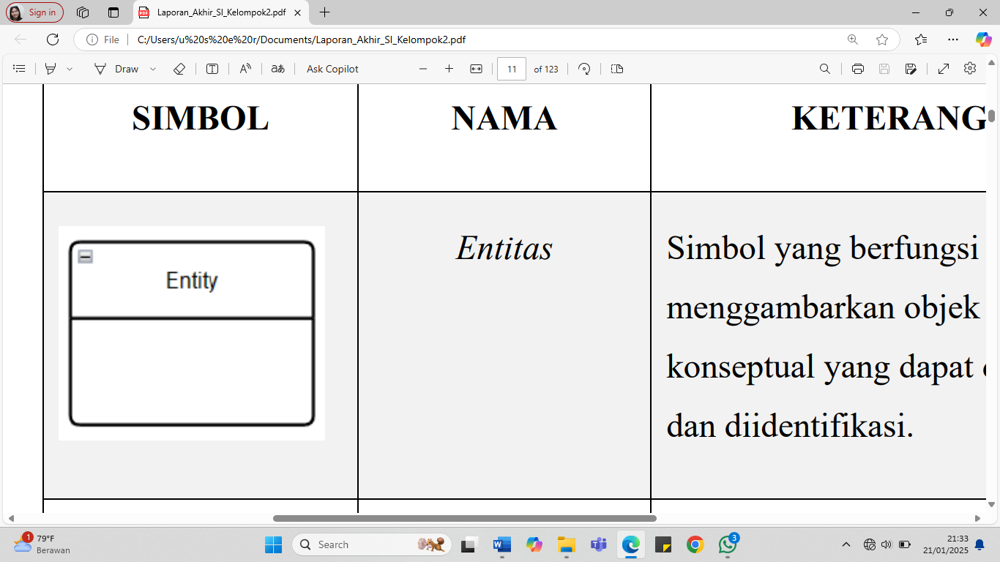 Sign in
Laporan_Akhir_SI_Kelompok2.pdf
File
C:/Users/u%20s%20e%20r/Documents/Laporan_Akhir_SI_Kelompok2.pdf
Draw
Ask Copilot
11 of 123
SIMBOL NAMA KETERANG
Entity
Entitas
Simbol yang berfungsi
menggambarkan objek
konseptual yang dapat
dan diidentifikasi.
1
79°F
Berawan
Search
3
21:33
21/01/2025